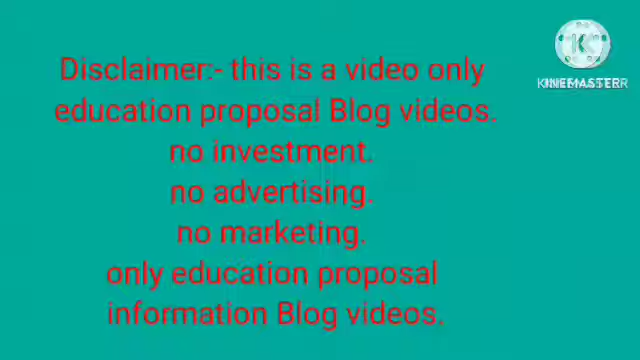 Disclaimer:- this is a video only
education proposal Blog videos.
no investment.
no advertising.
no marketing.
only education proposal
information Blog videos.
KINEMASTER